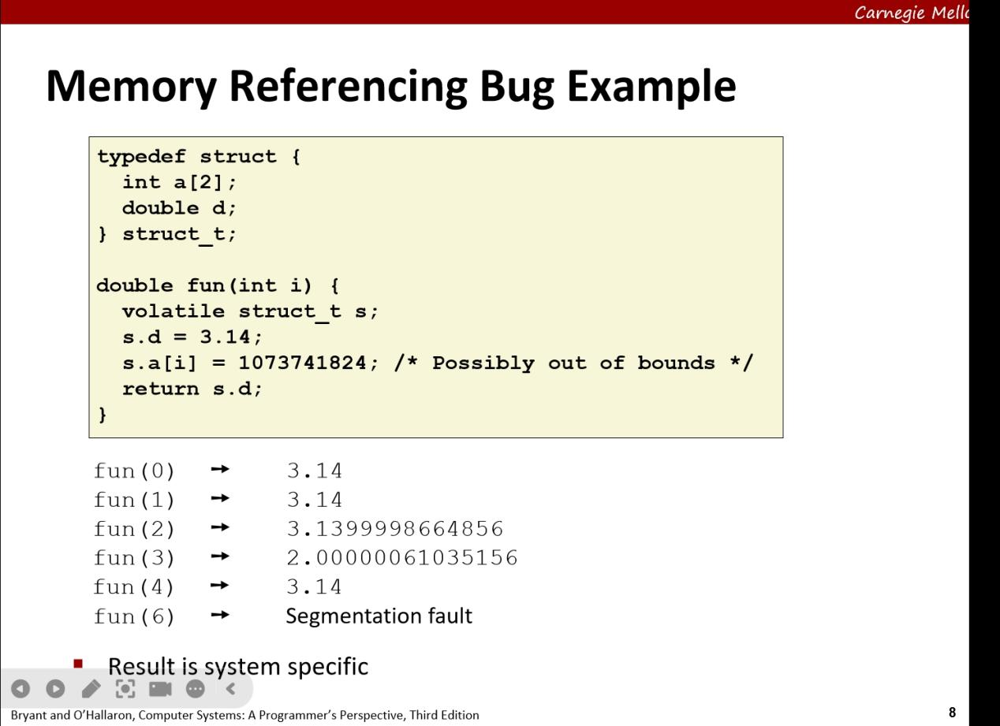 Carnegie Mello
Memory Referencing Bug Example
typedef struct {
  int a[2];
  double d;
} struct_t;
double fun(int i) {
  volatile struct_t s;
  s.d = 3.14;
  s.a[i] = 1073741824; /* Possibly out of bounds */
  return s.d;
}
fun(0) ➙ 3.14
fun(1) ➙ 3.14
fun(2) ➙ 3.1399998664856
fun(3) ➙ 2.00000061035156
fun(4) ➙ 3.14
fun(6) ➙ Segmentation fault
Result is system specific
Bryant and O’Hallaron, Computer Systems: A Programmer’s Perspective, Third Edition
8